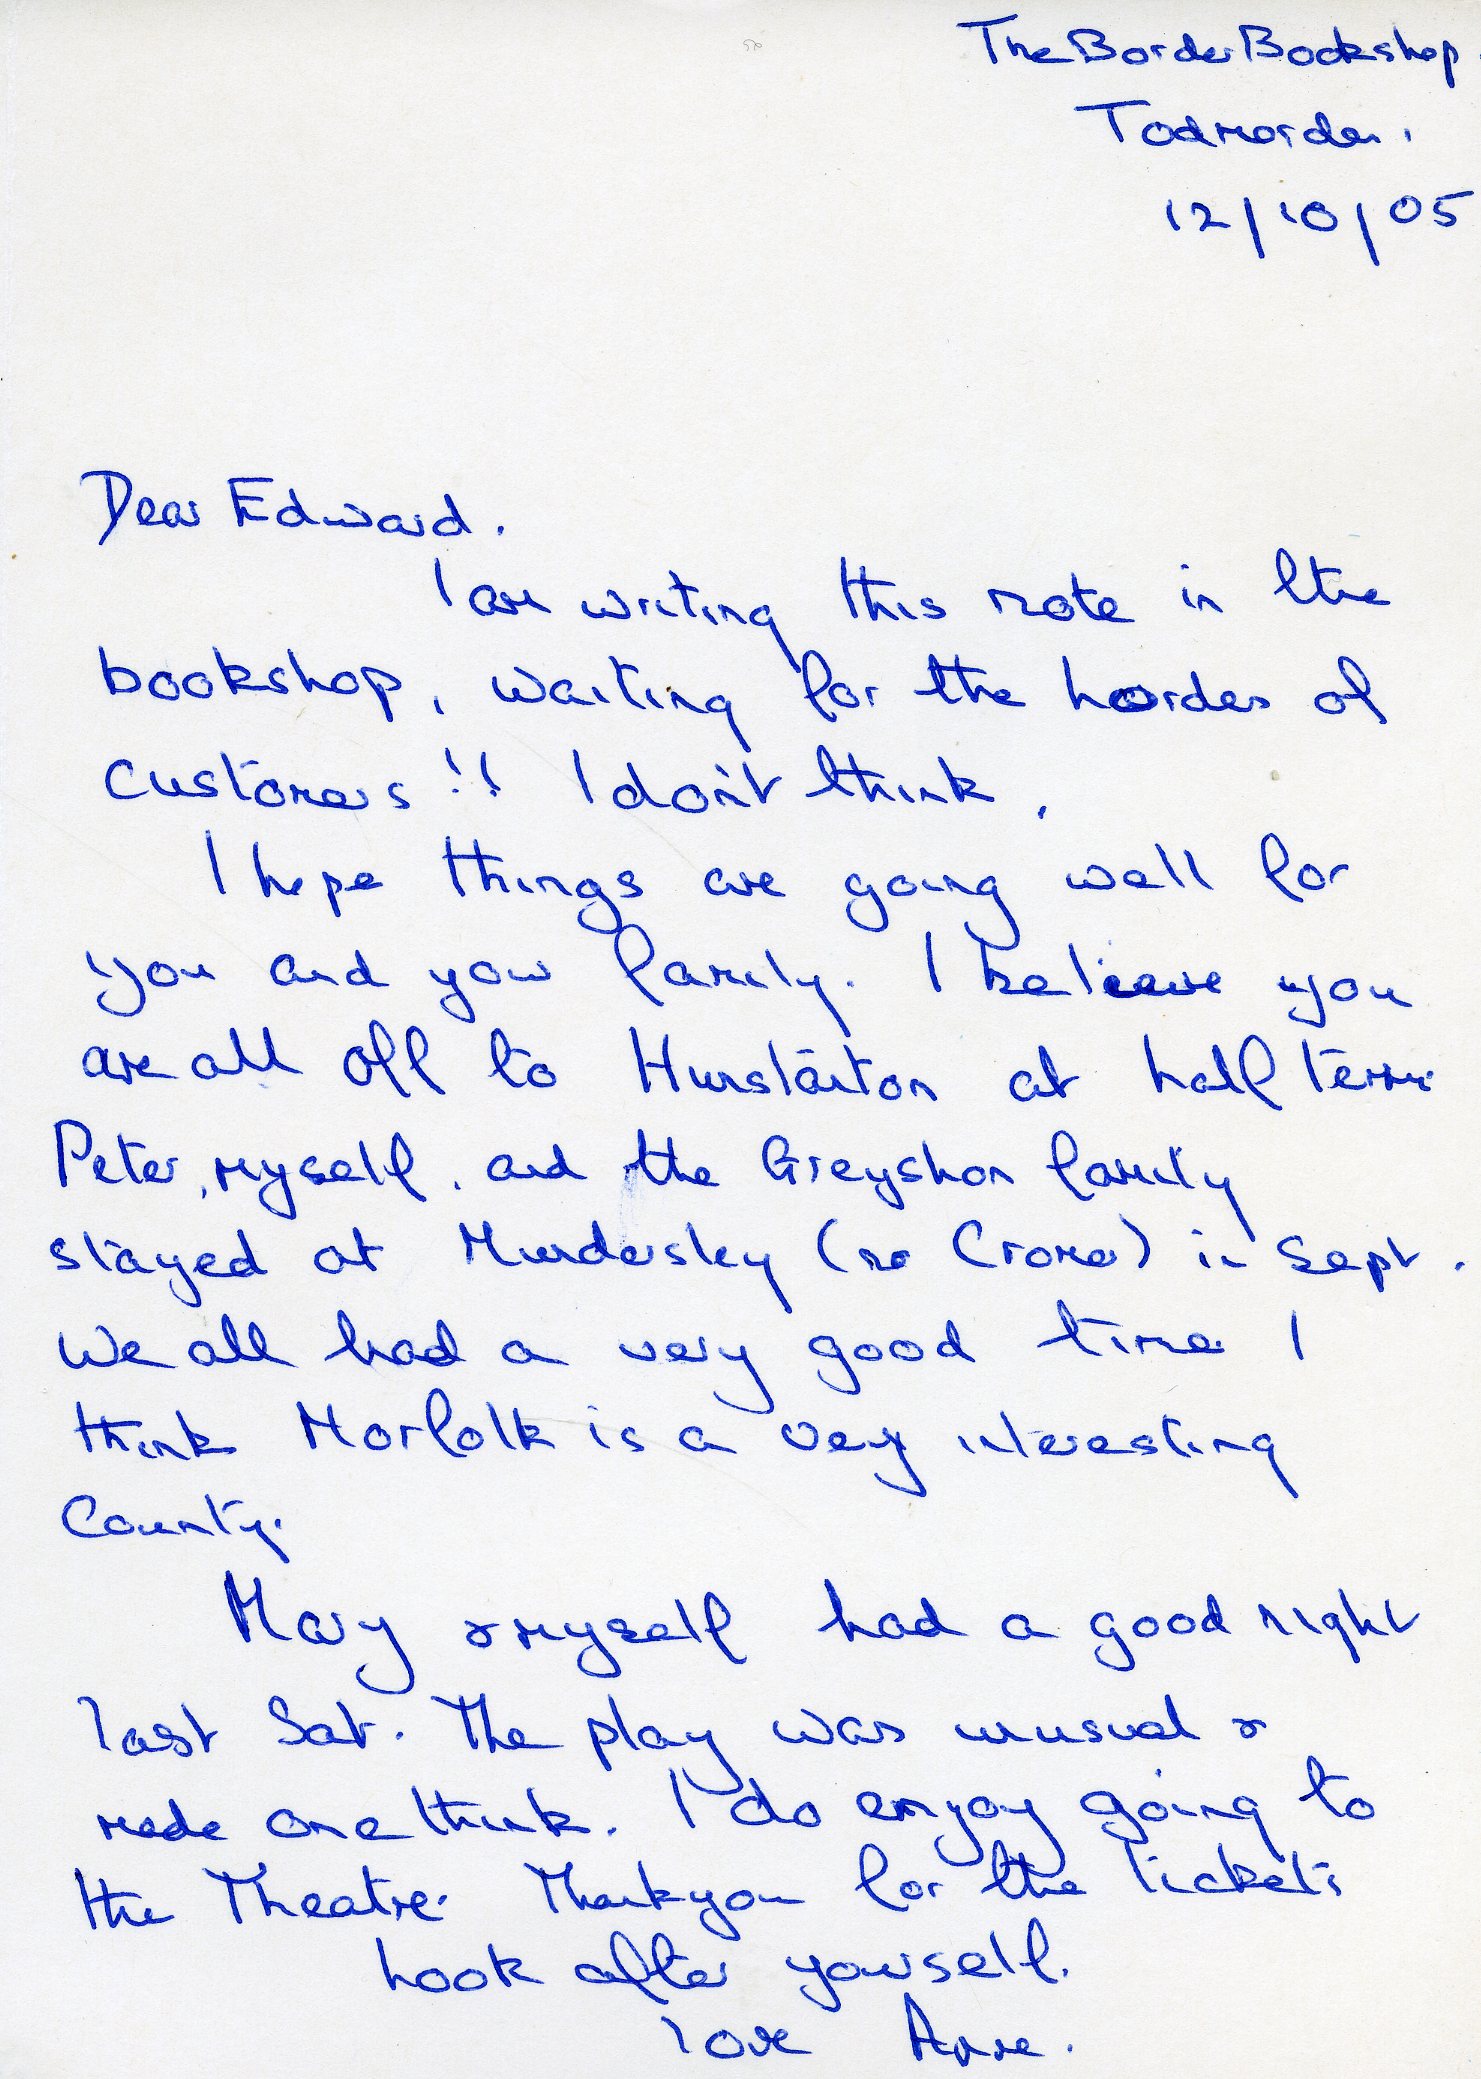 The Border Bookshop.
Todmorden.
12/10/05
Dear Edward.
I am writing this note in the
bookshop, waiting for the hordes of
customers!! I don't think.
I hope things are going well for
you and your family. I believe you
are all off to Hunstanton at half term.
Peter, myself, and the Greyshon family
stayed at Mundersley (nr Cromer) in Sept.
We all had a very good time. I
think Norfolk is a very interesting
County.
Mary & myself had a good night
last Sat. The play was unusual &
made one think. I do enjoy going to
the Theatre. Thankyou for the tickets
Look after yourself.
love Anne.